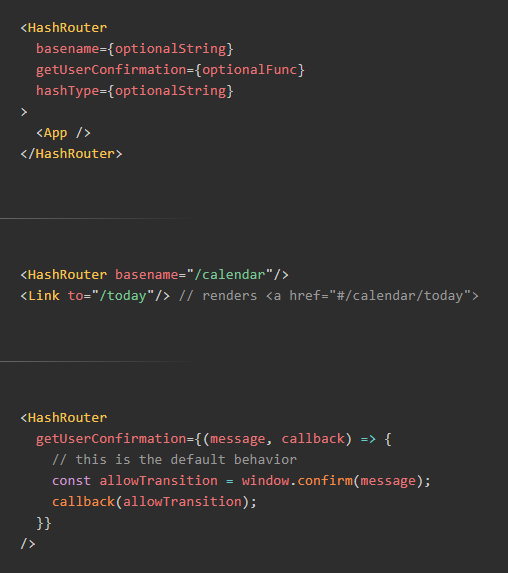 <HashRouter
  basename={optionalString}
  getUserConfirmation={optionalFunc}
  hashType={optionalString}
>
  <App />
</HashRouter>
<HashRouter basename="/calendar"/>
<Link to="/today"/> // renders <a href="#/calendar/today">
<HashRouter
  getUserConfirmation={(message, callback) => {
    // this is the default behavior
    const allowTransition = window.confirm(message);
    callback(allowTransition);
  }}
/>